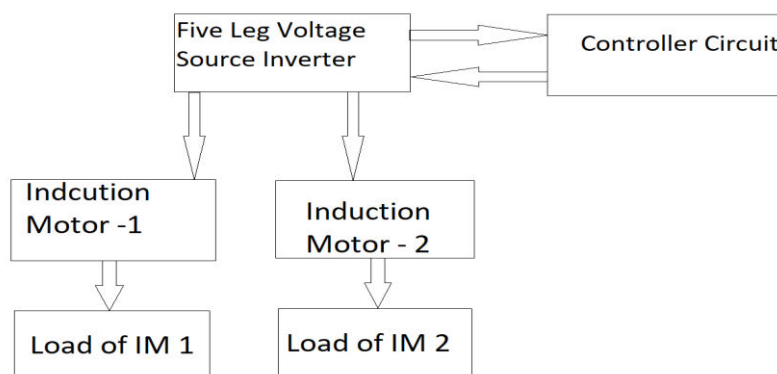 Five Leg Voltage
Source Inverter
Controller Circuit
Indcution
Motor -1
Induction
Motor - 2
Load of IM 1
Load of IM 2